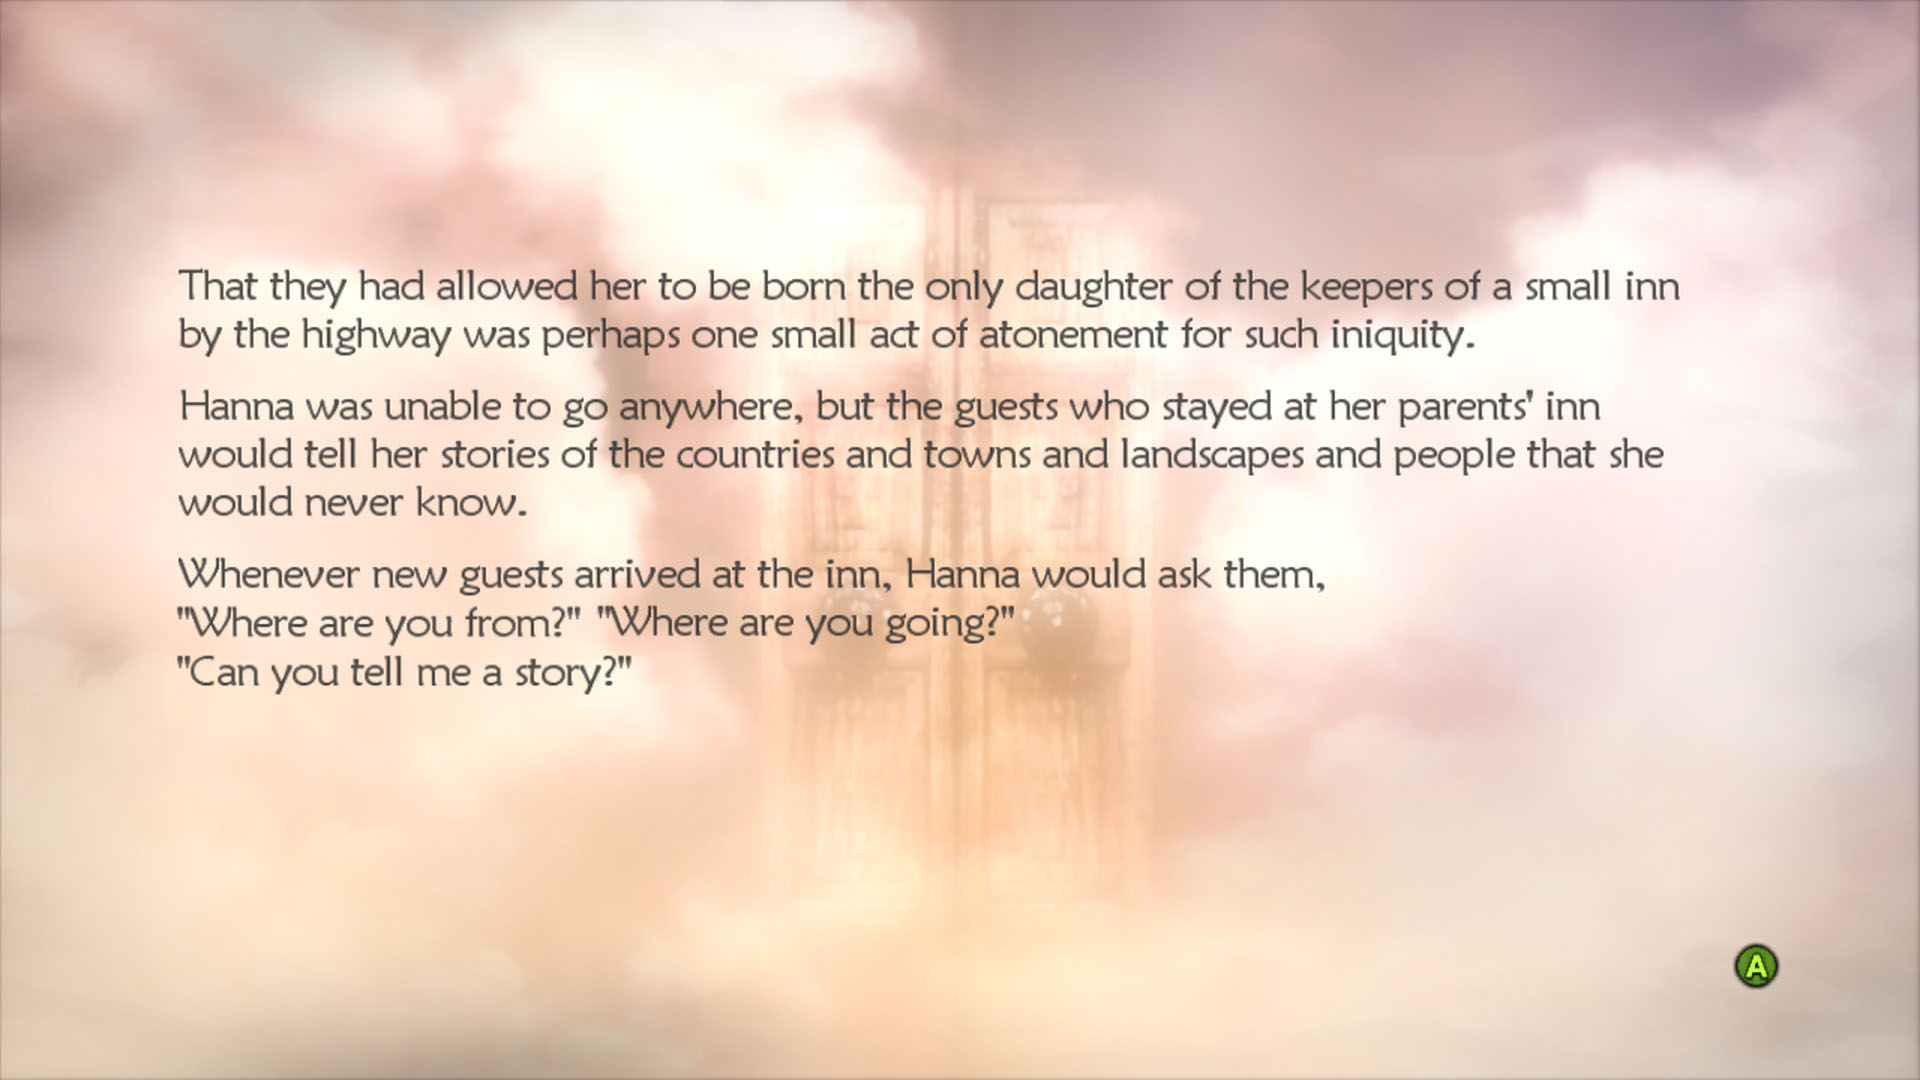 That they had allowed her to be born the only daughter of the keepers of a small inn
by the highway was perhaps one small act of atonement for such iniquity.
Hanna was unable to go anywhere, but the guests who stayed at her parents' inn
would tell her stories of the countries and towns and landscapes and people that she
would never know.
Whenever new guests arrived at the inn, Hanna would ask them,
"Where are you from?" "Where are you going?"
"Can you tell me a story?"
A